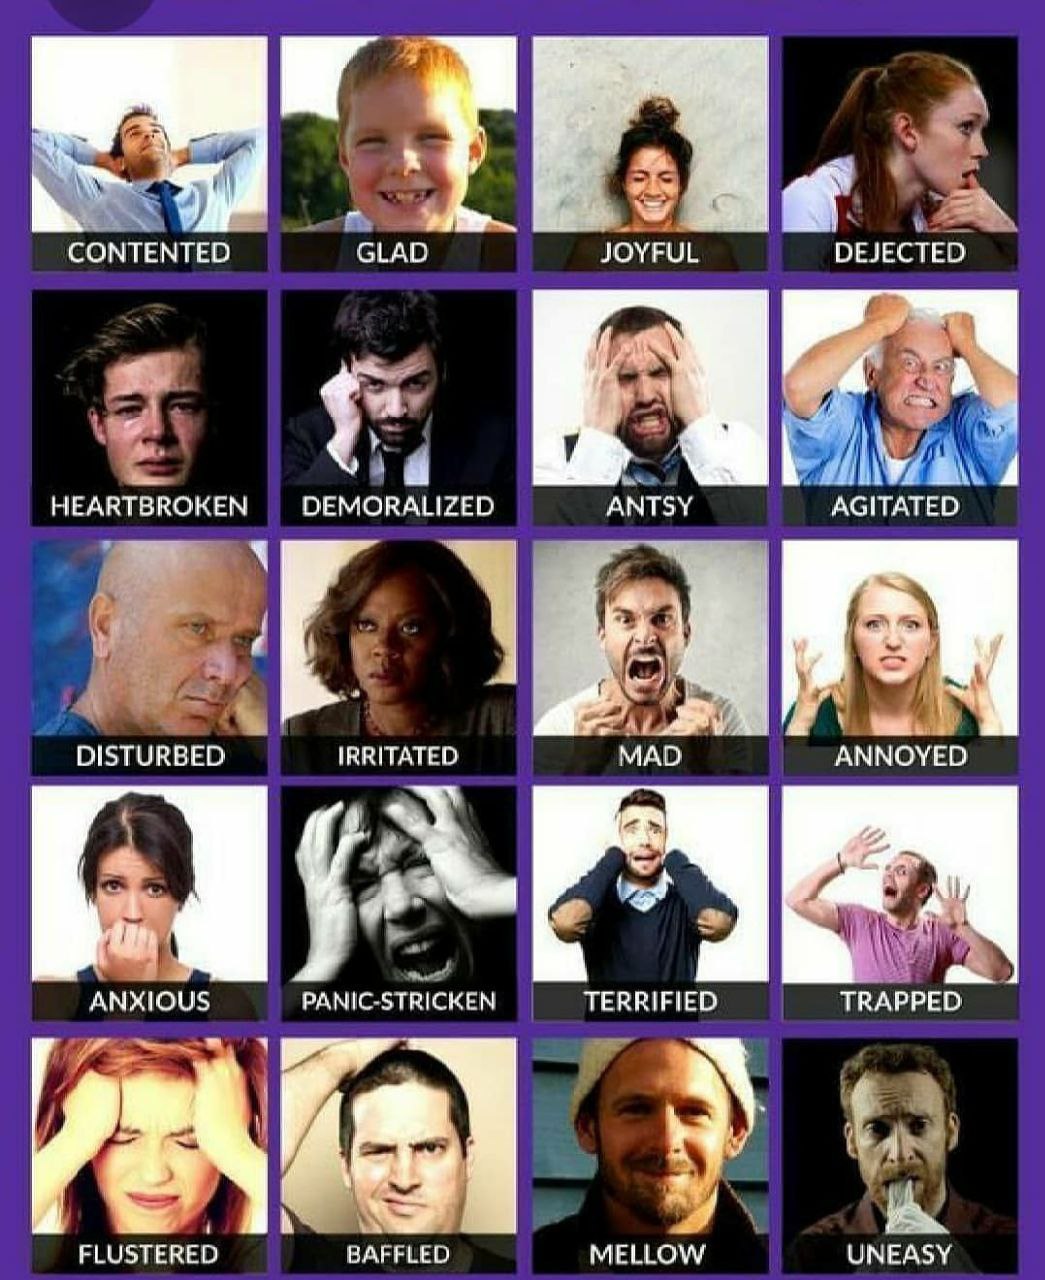 CONTENTED
GLAD
JOYFUL
DEJECTED
HEARTBROKEN
DEMORALIZED
ANTSY
AGITATED
DISTURBED
IRRITATED
MAD
ANNOYED
ANXIOUS
PANIC-STRICKEN
TERRIFIED
TRAPPED
FLUSTERED
BAFFLED
MELLOW
UNEASY